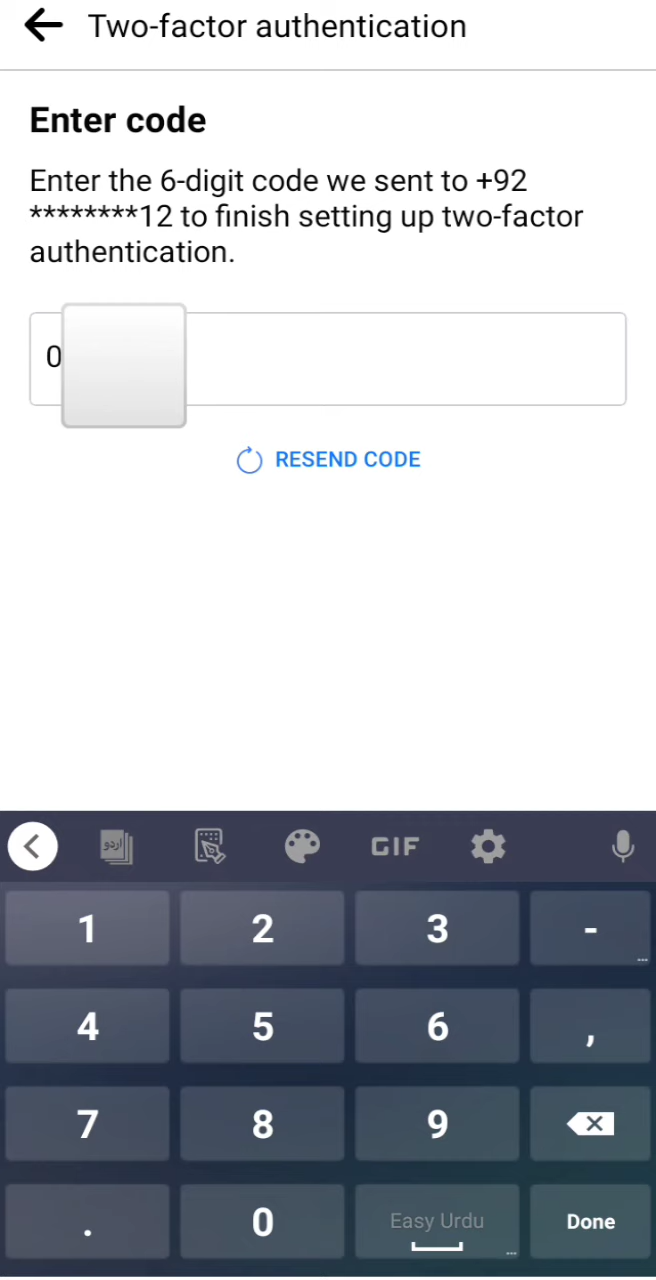 Two-factor authentication
Enter code
Enter the 6-digit code we sent to +92
********12 to finish setting up two-factor
authentication.
0
RESEND CODE
اردو GIF
1 2 3 -
4 5 6 ,
7 8 9
. 0 Easy Urdu Done